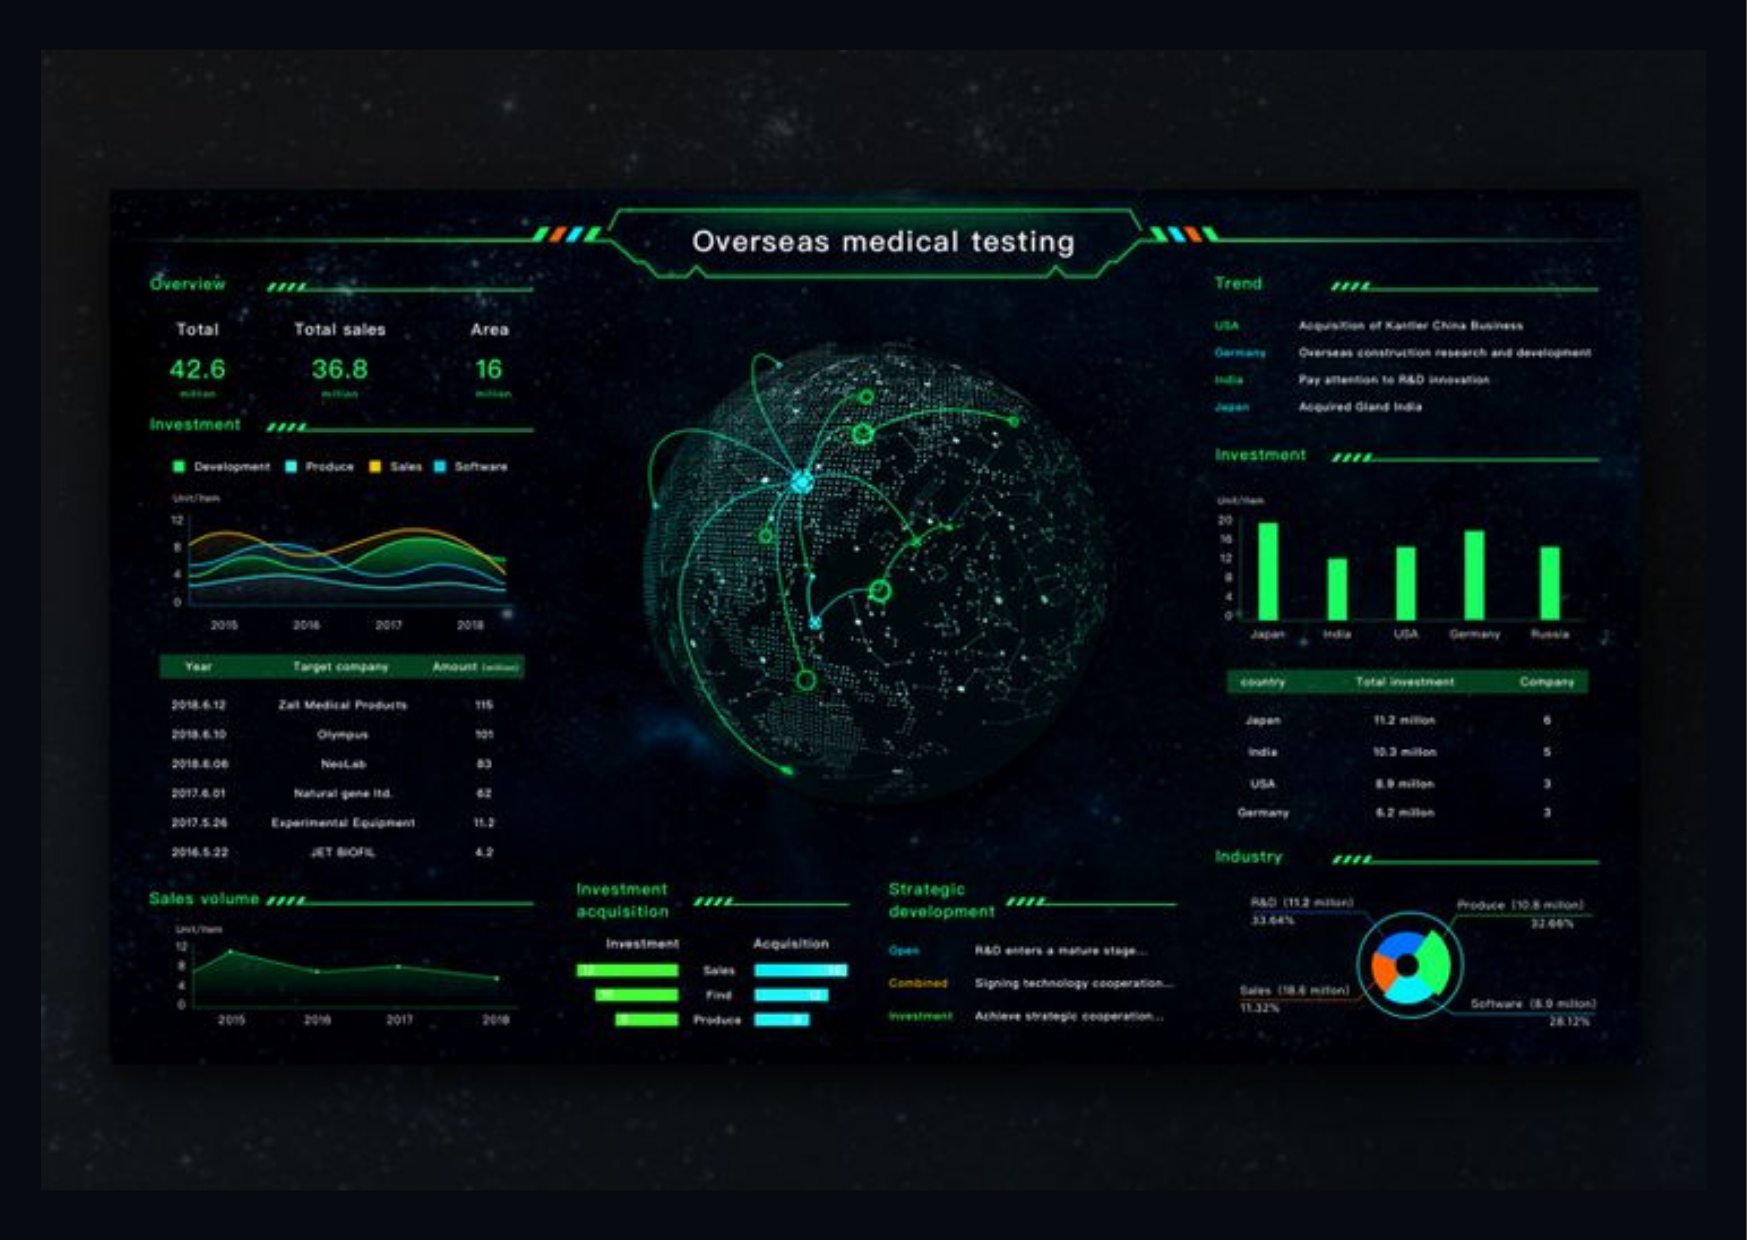 Overseas medical testing
Overview
Total Total sales Area
42.6 36.8 16
million million million
Investment
Development Produce Sales Software
Unit/Item
12
8
4
0
2015 2016 2017 2018
Year Target company Amount (million)
2018.6.12 Zall Medical Products 115
2018.6.10 Olympus 101
2018.6.06 NeoLab 83
2017.6.01 Natural gene ltd. 62
2017.5.26 Experimental Equipment 11.2
2016.5.22 JET BIOFIL 4.2
Sales volume
Unit/Item
12
8
4
0
2015 2016 2017 2018
Investment
acquisition
Investment Acquisition
Sales
Find
Produce
Strategic
development
Open R&D enters a mature stage...
Combined Signing technology cooperation...
Investment Achieve strategic cooperation...
Trend
USA Acquisition of Kantler China Business
Germany Overseas construction research and development
India Pay attention to R&D innovation
Japan Acquired Gland India
Investment
Unit/Item
20
16
12
8
4
0
Japan India USA Germany Russia
country Total investment Company
Japan 11.2 millon 6
India 10.3 millon 5
USA 8.9 millon 3
Germany 6.2 millon 3
Industry
R&D (11.2 millon) Produce (10.8 millon)
33.64% 32.66%
Sales (18.6 millon) Software (8.9 millon)
11.32% 28.12%